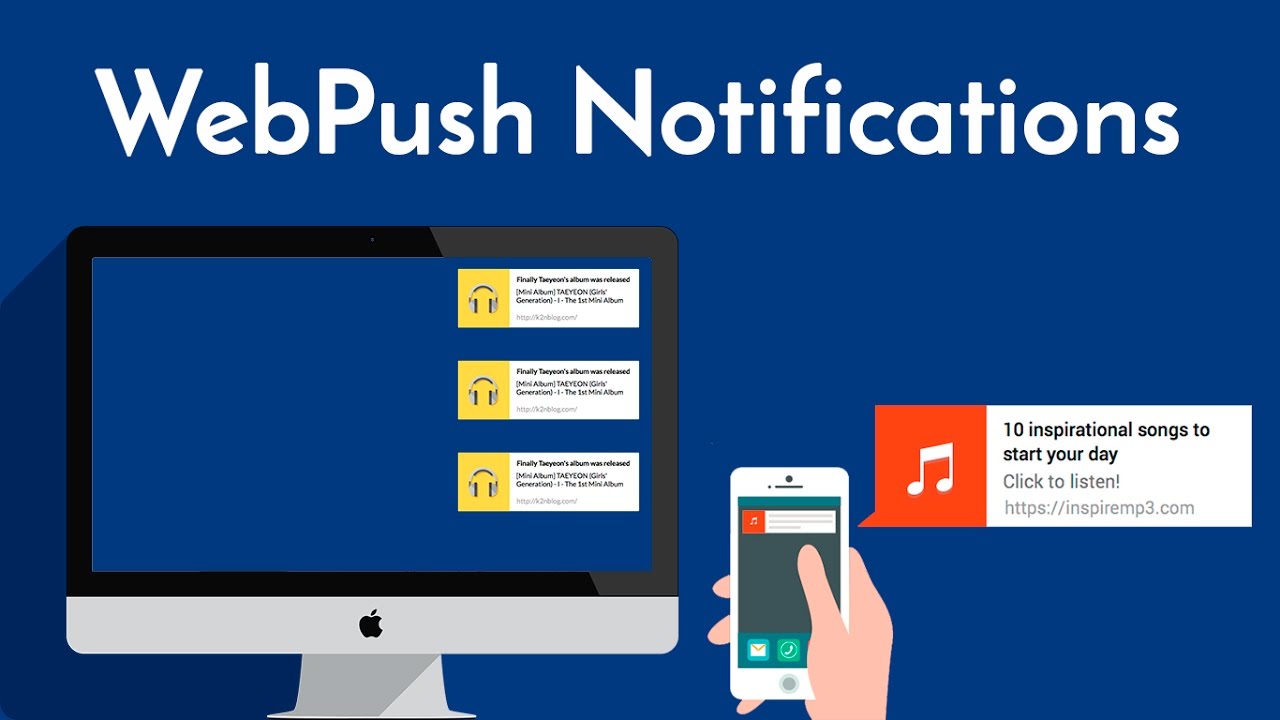 WebPush Notifications
Finally Taeyeon's album was released
[Mini Album] TAEYEON (Girls'
Generation) - I - The 1st Mini Album
http://k2nblog.com/
Finally Taeyeon's album was released
[Mini Album] TAEYEON (Girls'
Generation) - I - The 1st Mini Album
http://k2nblog.com/
Finally Taeyeon's album was released
[Mini Album] TAEYEON (Girls'
Generation) - I - The 1st Mini Album
http://k2nblog.com/
10 inspirational songs to
start your day
Click to listen!
https://inspiremp3.com